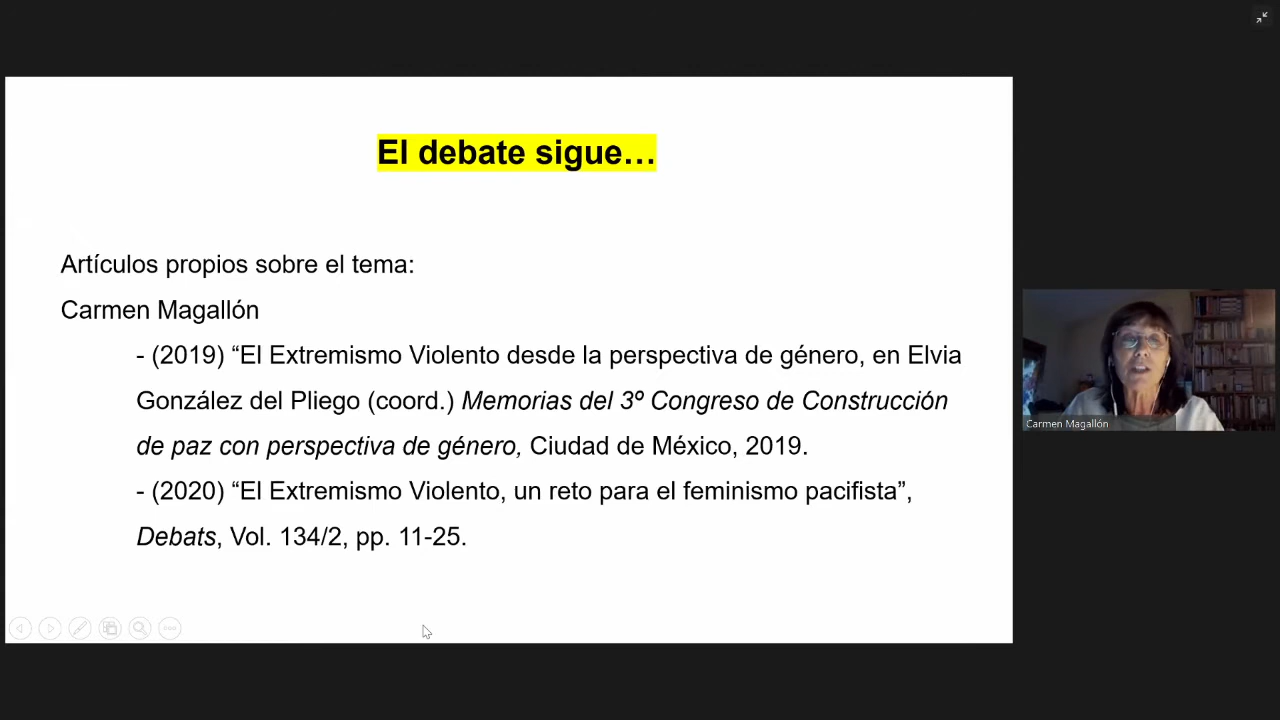 El debate sigue…
Artículos propios sobre el tema:
Carmen Magallón
- (2019) “El Extremismo Violento desde la perspectiva de género, en Elvia
González del Pliego (coord.) Memorias del 3º Congreso de Construcción
de paz con perspectiva de género, Ciudad de México, 2019.
- (2020) “El Extremismo Violento, un reto para el feminismo pacifista”,
Debats, Vol. 134/2, pp. 11-25.
Carmen Magallón